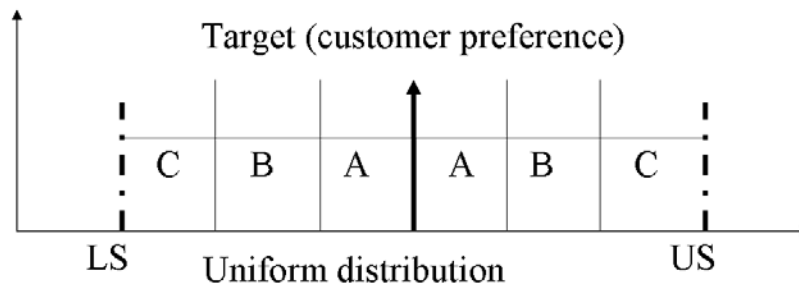 Target (customer preference)
C B A A B C
LS US
Uniform distribution